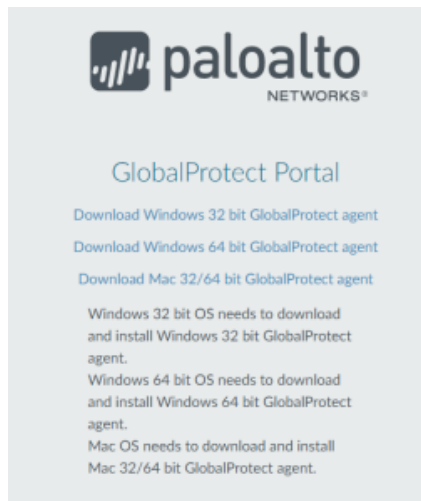 paloalto
NETWORKS®
GlobalProtect Portal
Download Windows 32 bit GlobalProtect agent
Download Windows 64 bit GlobalProtect agent
Download Mac 32/64 bit GlobalProtect agent
Windows 32 bit OS needs to download
and install Windows 32 bit GlobalProtect
agent.
Windows 64 bit OS needs to download
and install Windows 64 bit GlobalProtect
agent.
Mac OS needs to download and install
Mac 32/64 bit GlobalProtect agent.